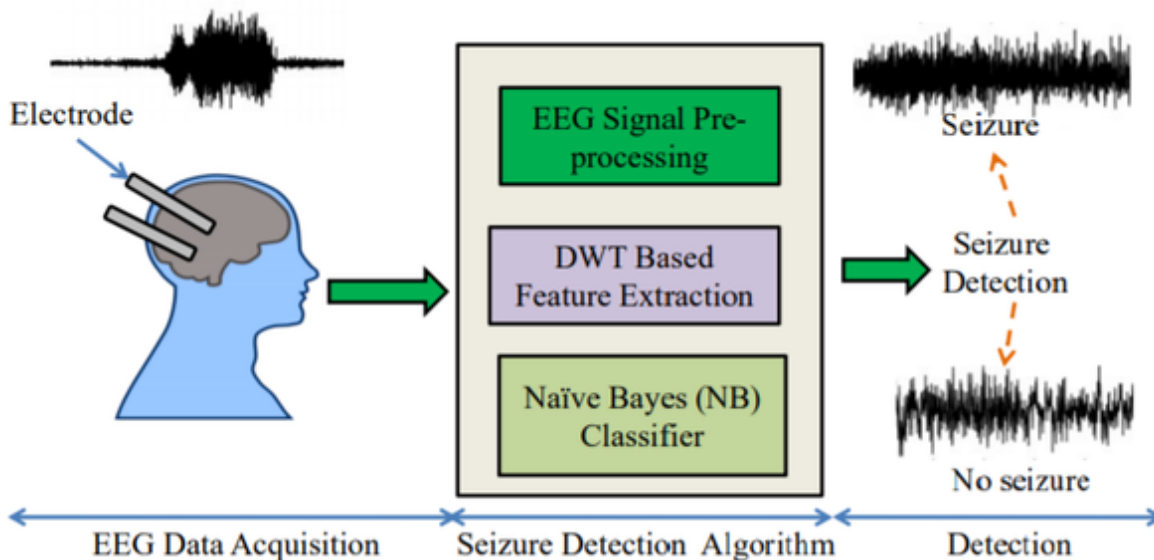 Electrode
EEG Signal Pre-
processing
DWT Based
Feature Extraction
Naïve Bayes (NB)
Classifier
Seizure
Seizure
Detection
No seizure
EEG Data Acquisition
Seizure Detection Algorithm
Detection